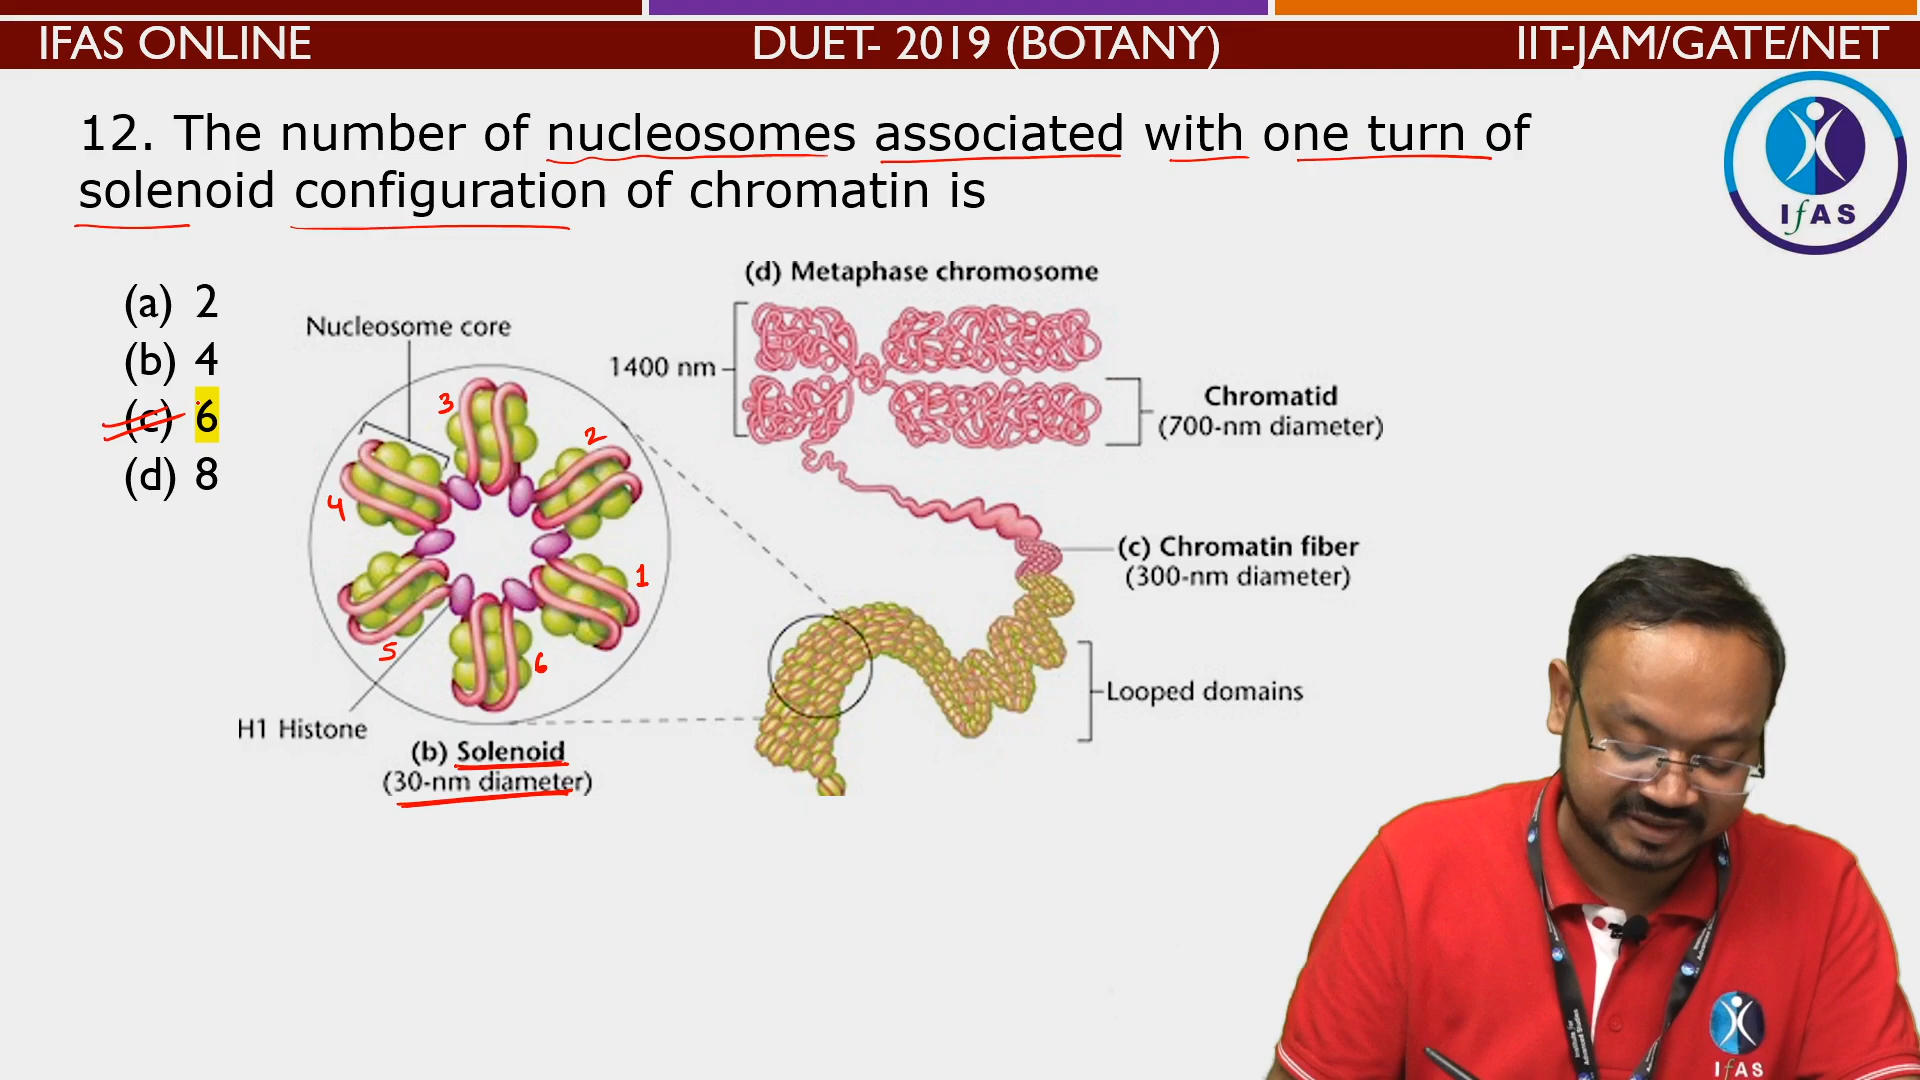 IFAS ONLINE
DUET- 2019 (BOTANY)
IIT-JAM/GATE/NET
12. The number of nucleosomes associated with one turn of
solenoid configuration of chromatin is
IfAS
(a) 2
(b) 4
(c) 6
(d) 8
(d) Metaphase chromosome
Nucleosome core
1400 nm
Chromatid
(700-nm diameter)
3
2
4
1
5
6
(c) Chromatin fiber
(300-nm diameter)
Looped domains
H1 Histone
(b) Solenoid
(30-nm diameter)
IfAS